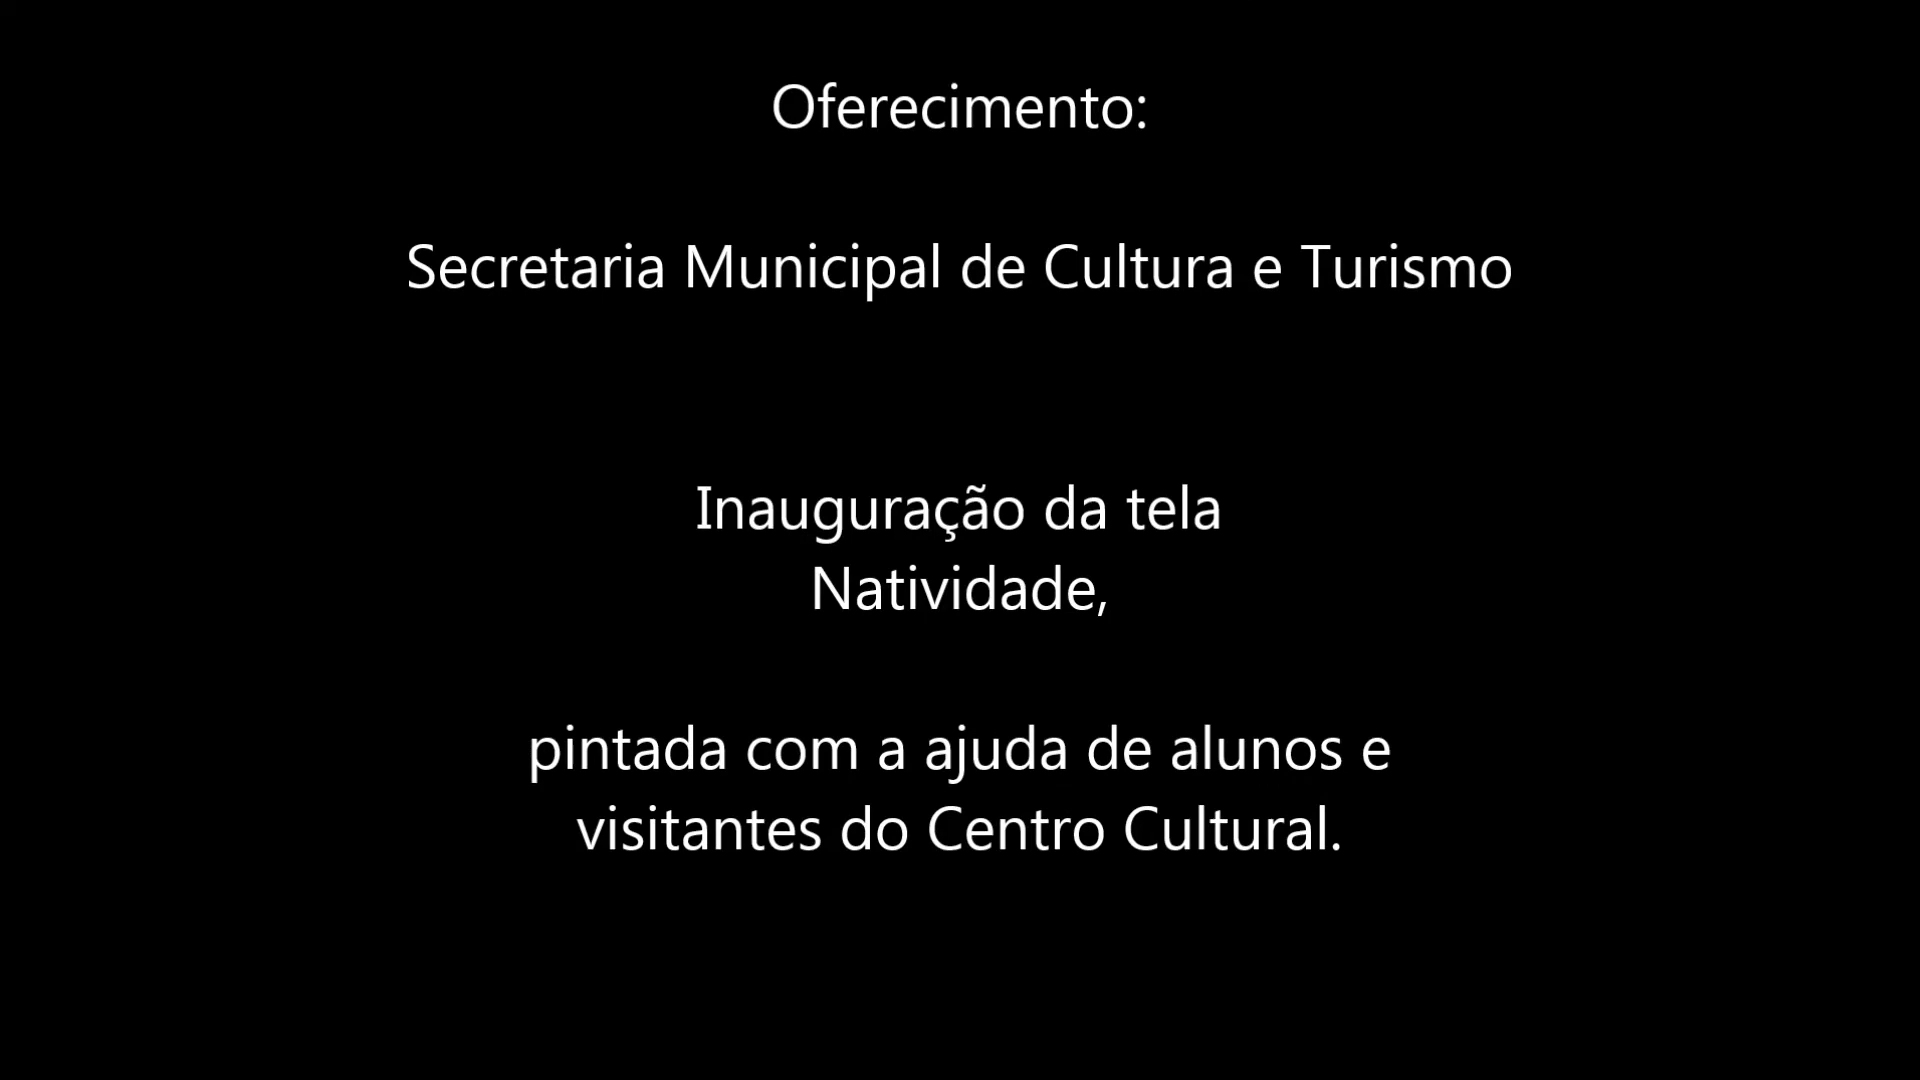 Oferecimento:
Secretaria Municipal de Cultura e Turismo
Inauguração da tela
Natividade,
pintada com a ajuda de alunos e
visitantes do Centro Cultural.